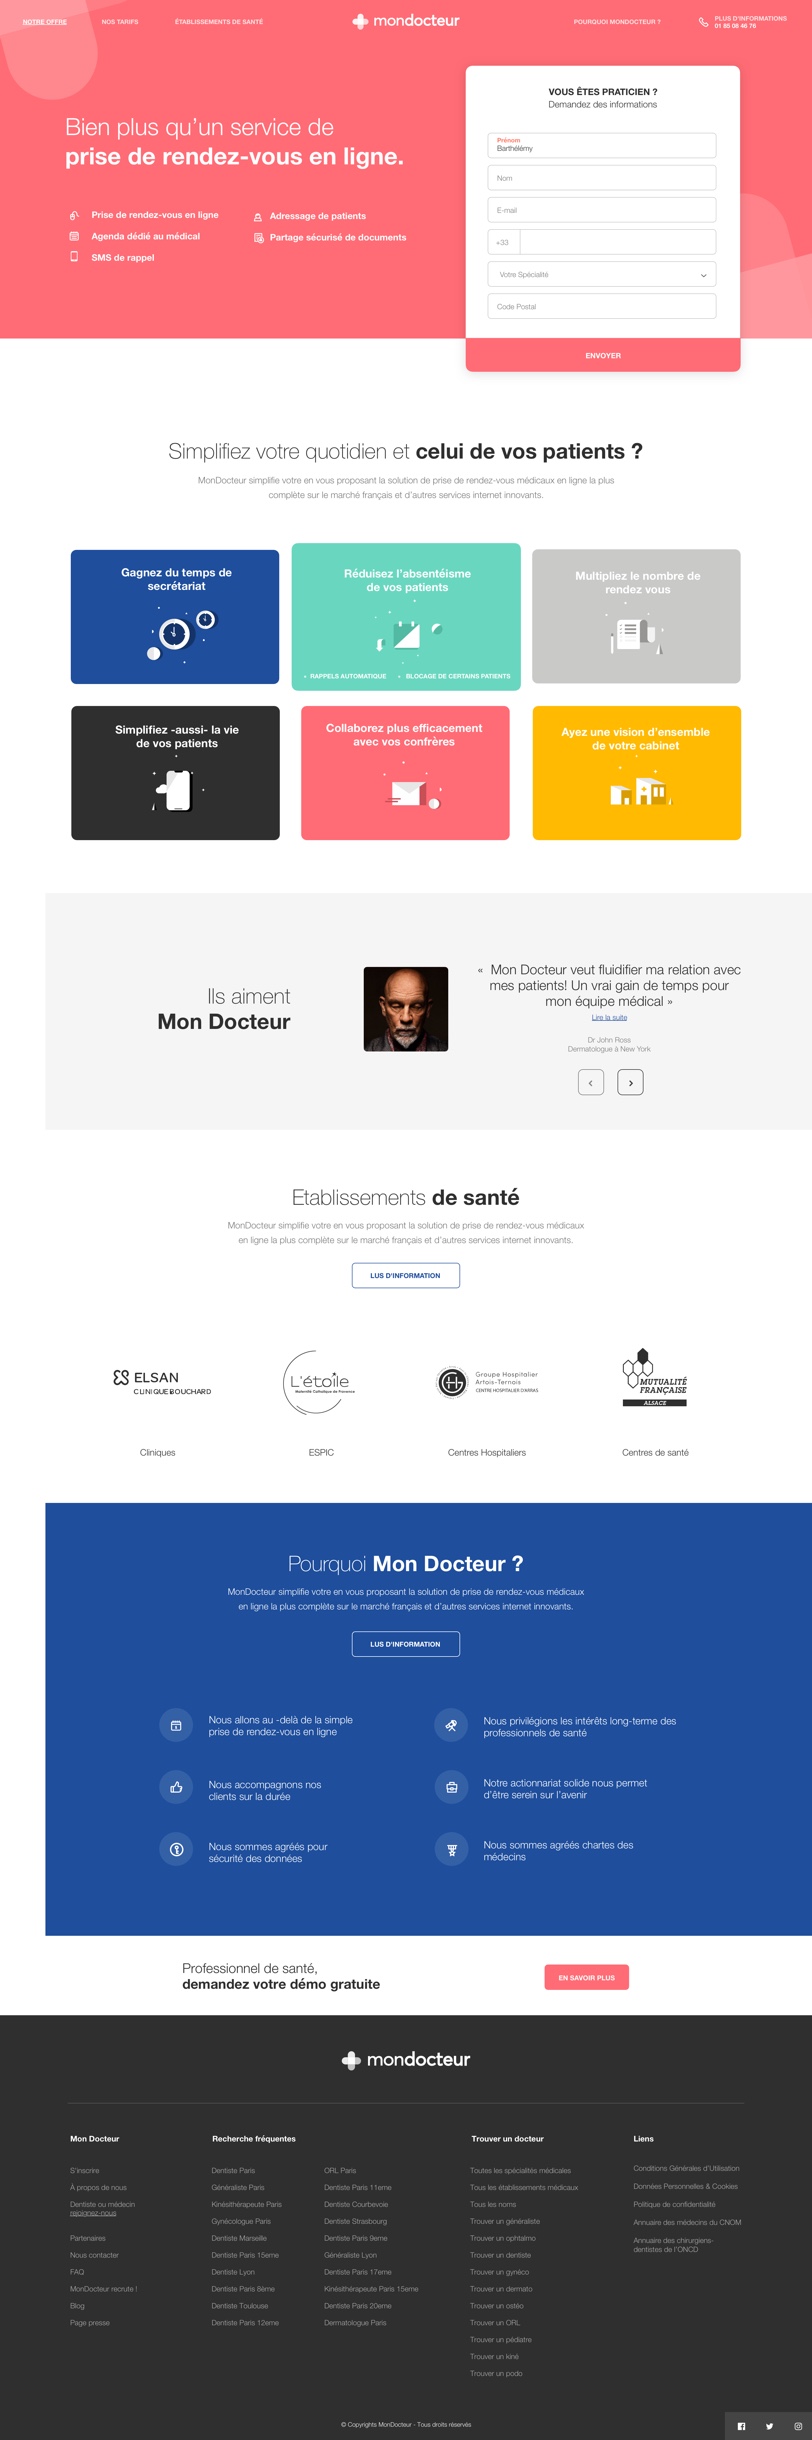 NOTRE OFFRE
NOS TARIFS
ÉTABLISSEMENTS DE SANTÉ
mondocteur
POURQUOI MONDOCTEUR ?
PLUS D'INFORMATIONS
01 85 08 46 76
Bien plus qu'un service de
prise de rendez-vous en ligne.
Prise de rendez-vous en ligne
Agenda dédié au médical
SMS de rappel
Adressage de patients
Partage sécurisé de documents
VOUS ÊTES PRATICIEN ?
Demandez des informations
Prénom
Barthélémy
Nom
E-mail
+33
Votre Spécialité
Code Postal
ENVOYER
Simplifiez votre quotidien et celui de vos patients ?
MonDocteur simplifie votre en vous proposant la solution de prise de rendez-vous médicaux en ligne la plus
complète sur le marché français et d'autres services internet innovants.
Gagnez du temps de
secrétariat
Réduisez l'absentéisme
de vos patients
+ RAPPELS AUTOMATIQUE
+ BLOCAGE DE CERTAINS PATIENTS
Multipliez le nombre de
rendez vous
Simplifiez -aussi- la vie
de vos patients
Collaborez plus efficacement
avec vos confrères
Ayez une vision d'ensemble
de votre cabinet
Ils aiment
Mon Docteur
« Mon Docteur veut fluidifier ma relation avec
mes patients! Un vrai gain de temps pour
mon équipe médical »
Lire la suite
Dr John Ross
Dermatologue à New York
Etablissements de santé
MonDocteur simplifie votre en vous proposant la solution de prise de rendez-vous médicaux
en ligne la plus complète sur le marché français et d'autres services internet innovants.
LUS D'INFORMATION
ELSAN
CLINIQUE BOUCHARD
L'étoile
Maternité Catholique de Provence
Groupe Hospitalier
Artois-Ternois
CENTRE HOSPITALIER D'ARRAS
MUTUALITÉ
FRANÇAISE
ALSACE
Cliniques
ESPIC
Centres Hospitaliers
Centres de santé
Pourquoi Mon Docteur ?
MonDocteur simplifie votre en vous proposant la solution de prise de rendez-vous médicaux
en ligne la plus complète sur le marché français et d'autres services internet innovants.
LUS D'INFORMATION
Nous allons au -delà de la simple
prise de rendez-vous en ligne
Nous privilégions les intérêts long-terme des
professionnels de santé
Nous accompagnons nos
clients sur la durée
Notre actionnariat solide nous permet
d'être serein sur l'avenir
Nous sommes agréés pour
sécurité des données
Nous sommes agréés chartes des
médecins
Professionnel de santé,
demandez votre démo gratuite
EN SAVOIR PLUS
mondocteur
Mon Docteur
S'inscrire
À propos de nous
Dentiste ou médecin
rejoignez-nous
Partenaires
Nous contacter
FAQ
MonDocteur recrute !
Blog
Page presse
Recherche fréquentes
Dentiste Paris
Généraliste Paris
Kinésithérapeute Paris
Gynécologue Paris
Dentiste Marseille
Dentiste Paris 15eme
Dentiste Lyon
Dentiste Paris 8ème
Dentiste Toulouse
Dentiste Paris 12eme
ORL Paris
Dentiste Paris 11eme
Dentiste Courbevoie
Dentiste Strasbourg
Dentiste Paris 9eme
Généraliste Lyon
Dentiste Paris 17eme
Kinésithérapeute Paris 15eme
Dentiste Paris 20eme
Dermatologue Paris
Trouver un docteur
Toutes les spécialités médicales
Tous les établissements médicaux
Tous les noms
Trouver un généraliste
Trouver un ophtalmo
Trouver un dentiste
Trouver un gynéco
Trouver un dermato
Trouver un ostéo
Trouver un ORL
Trouver un pédiatre
Trouver un kiné
Trouver un podo
Liens
Conditions Générales d'Utilisation
Données Personnelles & Cookies
Politique de confidentialité
Annuaire des médecins du CNOM
Annuaire des chirurgiens-
dentistes de l'ONCD
© Copyrights MonDocteur - Tous droits réservés